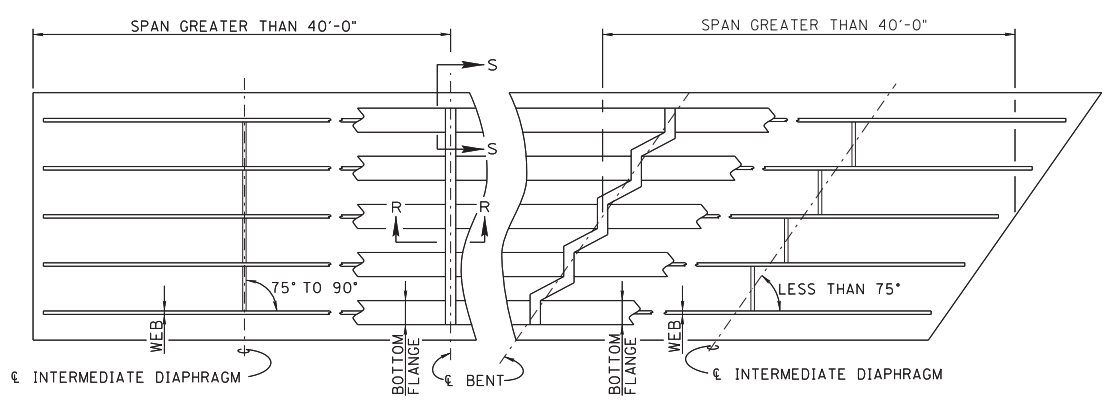 SPAN GREATER THAN 40'-0"
SPAN GREATER THAN 40'-0"
S
S
R
R
75° TO 90°
LESS THAN 75°
WEB
BOTTOM
FLANGE
BOTTOM
FLANGE
WEB
℄ INTERMEDIATE DIAPHRAGM
℄ BENT
℄ INTERMEDIATE DIAPHRAGM